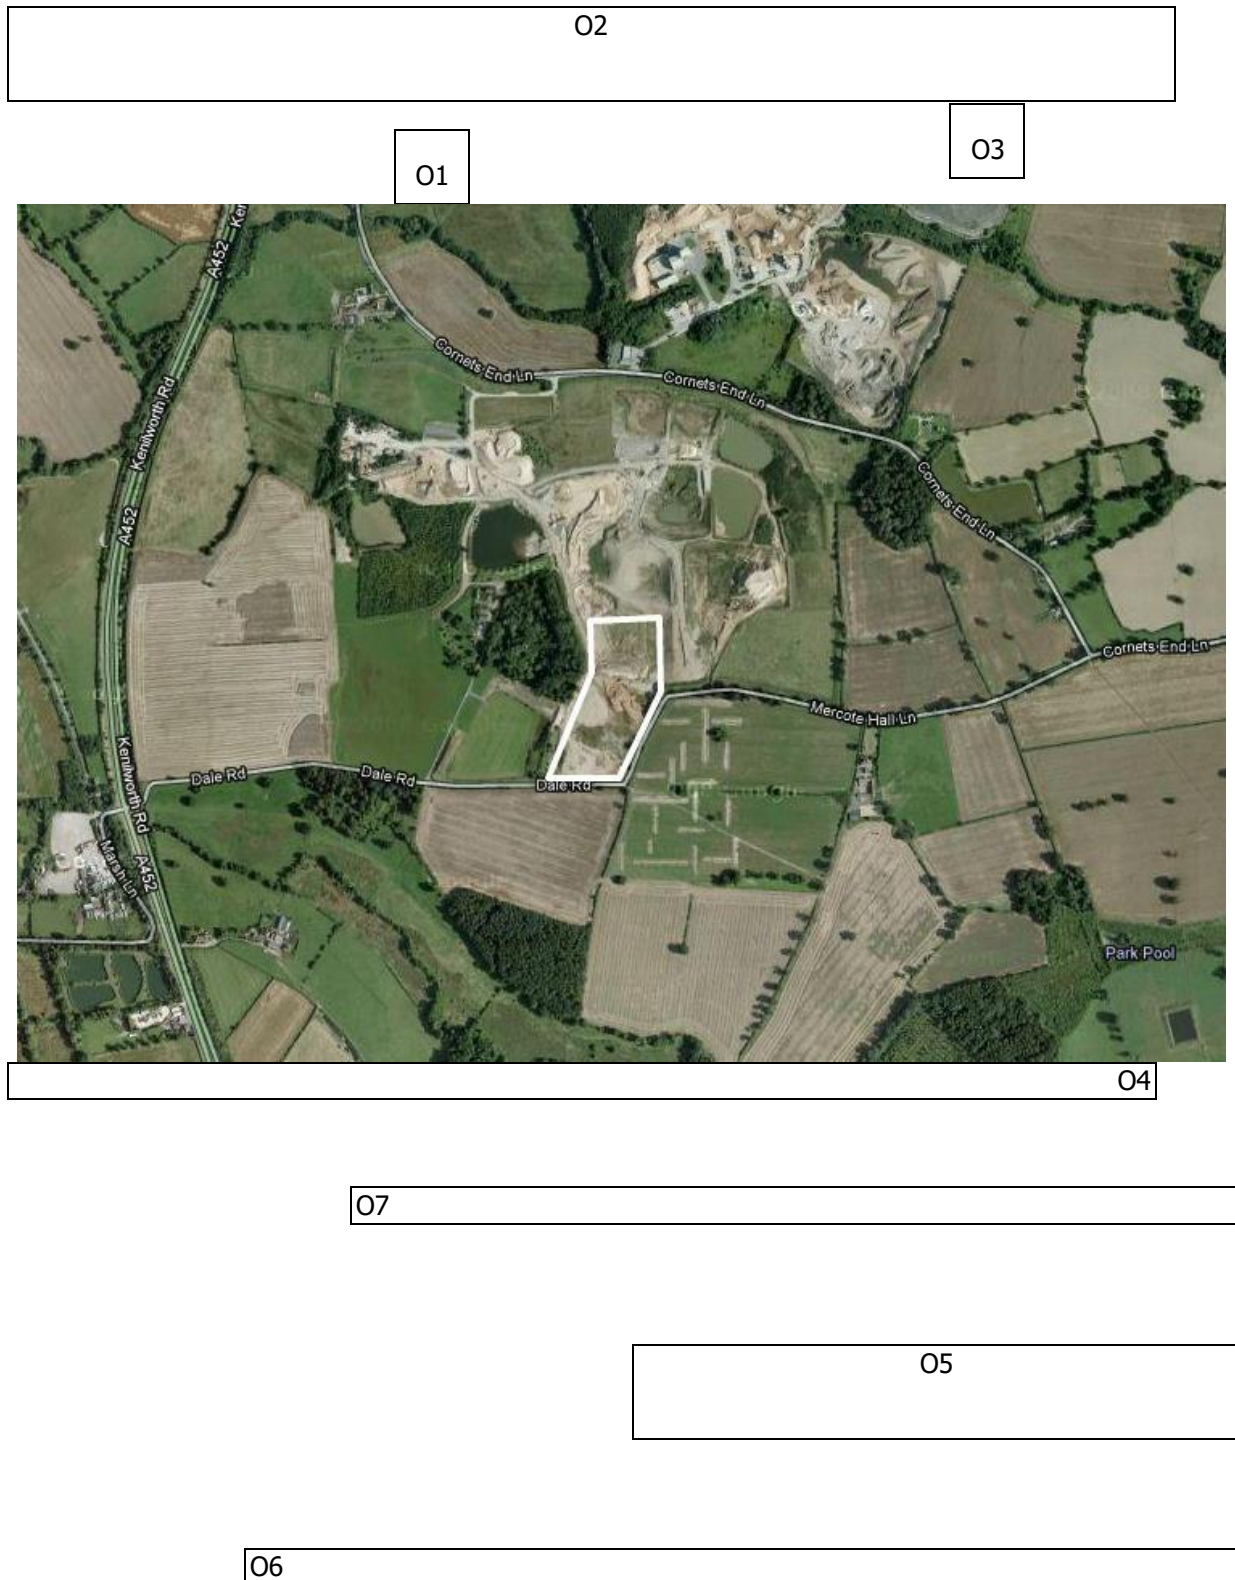 O2
O3
O1
A452
Ker
Cornets End Ln
Cornets End Ln
Kenilworth Rd
Cornets End Ln
A452
Cornets End Ln
Mercote Hall Ln
Kenilworth Rd
Dale Rd
Dale Rd
Dale Rd
Marsh Ln
A452
Park Pool
O4
O7
O5
O6